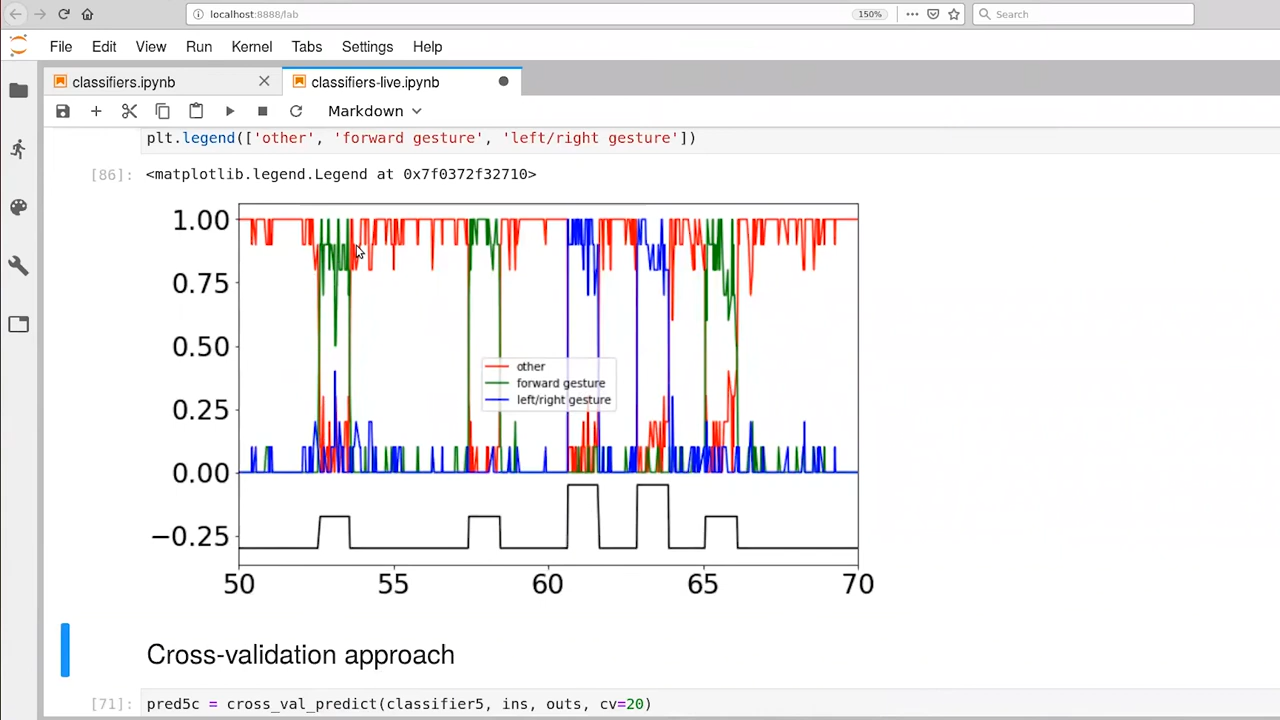 localhost:8888/lab
150%
Search
File Edit View Run Kernel Tabs Settings Help
classifiers.ipynb
classifiers-live.ipynb
Markdown
plt.legend(['other', 'forward gesture', 'left/right gesture'])
[86]: <matplotlib.legend.Legend at 0x7f0372f32710>
1.00
0.75
0.50
0.25
0.00
−0.25
other
forward gesture
left/right gesture
50 55 60 65 70
Cross-validation approach
[71]: pred5c = cross_val_predict(classifier5, ins, outs, cv=20)